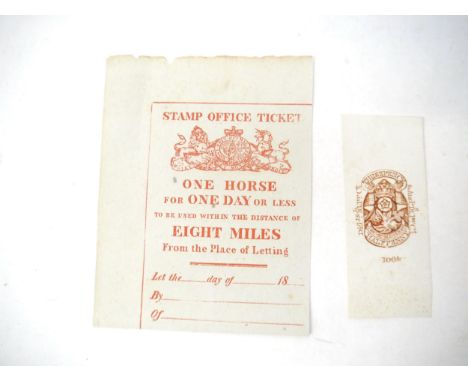 STAMP OFFICE TICKET
ONE HORSE
FOR ONE DAY OR LESS
TO BE USED WITHIN THE DISTANCE OF
EIGHT MILES
From the Place of Letting
Let the day of 18
By
Of